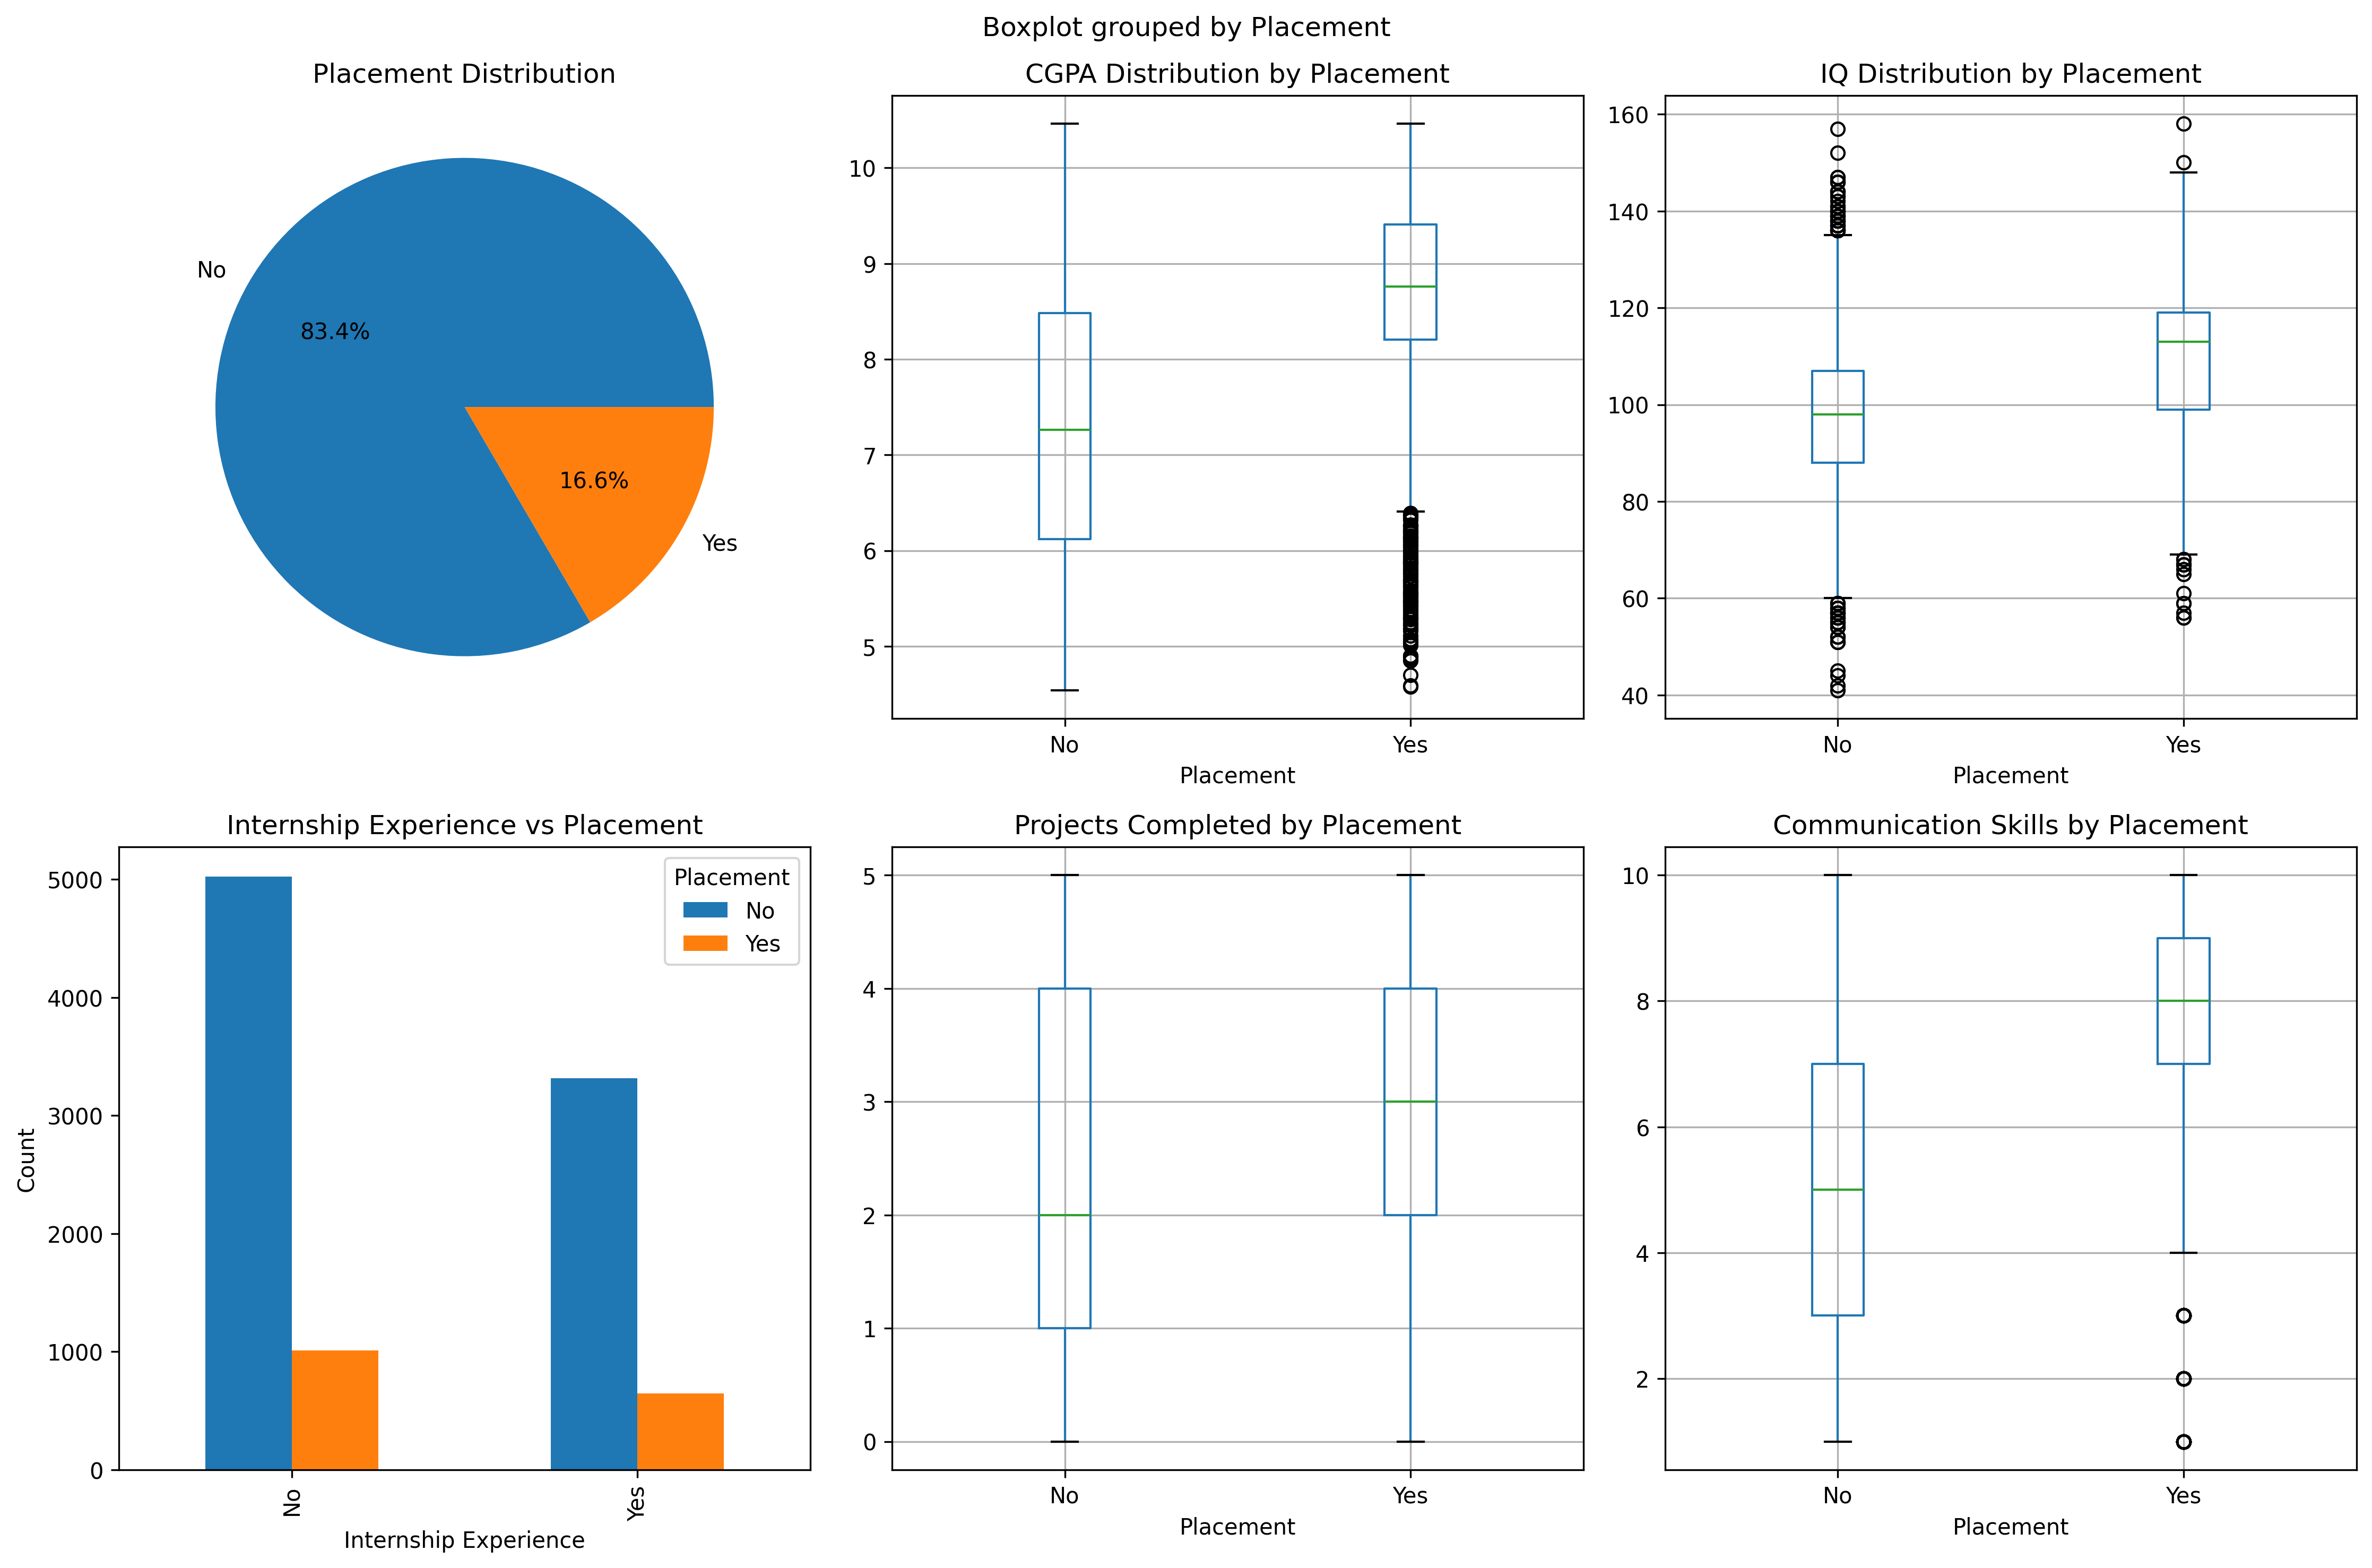 Boxplot grouped by Placement
Placement Distribution
No
83.4%
16.6%
Yes
CGPA Distribution by Placement
10
9
8
7
6
5
No Yes
Placement
IQ Distribution by Placement
160
140
120
100
80
60
40
No Yes
Placement
Internship Experience vs Placement
Placement
No
Yes
5000
4000
3000
2000
1000
0
Count
No Yes
Internship Experience
Projects Completed by Placement
5
4
3
2
1
0
No Yes
Placement
Communication Skills by Placement
10
8
6
4
2
No Yes
Placement